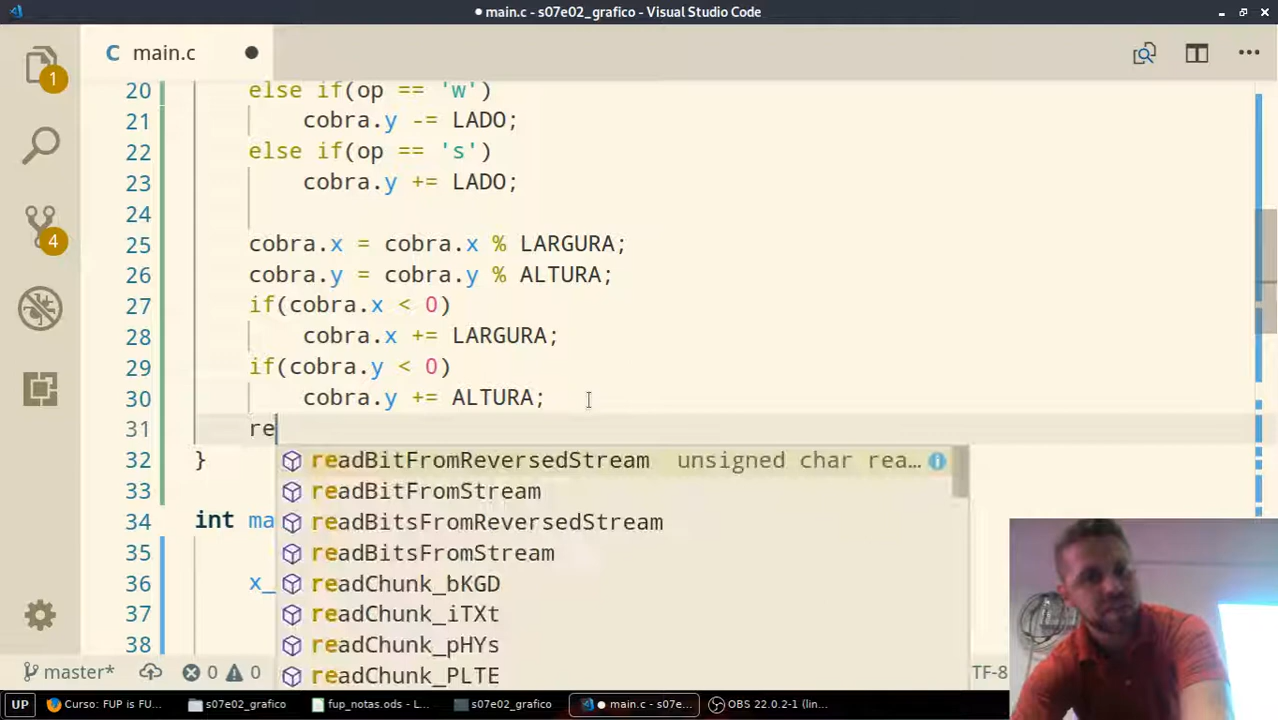 ● main.c - s07e02_grafico - Visual Studio Code
1
C main.c ●
20 else if(op == 'w')
21 cobra.y -= LADO;
22 else if(op == 's')
4
23 cobra.y += LADO;
24
25 cobra.x = cobra.x % LARGURA;
26 cobra.y = cobra.y % ALTURA;
27 if(cobra.x < 0)
28 cobra.x += LARGURA;
29 if(cobra.y < 0)
30 cobra.y += ALTURA;
31 re
32 }
readBitFromReversedStream unsigned char rea…
33
readBitFromStream
34 int ma
readBitsFromReversedStream
35
readBitsFromStream
36 x_
readChunk_bKGD
37
readChunk_iTXt
38
readChunk_pHYs
readChunk_PLTE
master* 0 0 TF-8
UP Curso: FUP is FU… s07e02_grafico fup_notas.ods - L… s07e02_grafico ● main.c - s07e… OBS 22.0.2-1 (lin…